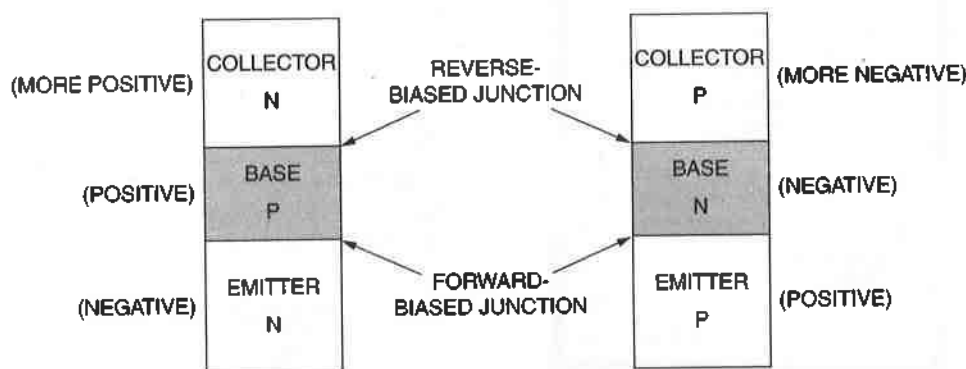 COLLECTOR
N
(MORE POSITIVE)
BASE
P
(POSITIVE)
EMITTER
N
(NEGATIVE)
REVERSE-
BIASED JUNCTION
FORWARD-
BIASED JUNCTION
COLLECTOR
P
(MORE NEGATIVE)
BASE
N
(NEGATIVE)
EMITTER
P
(POSITIVE)